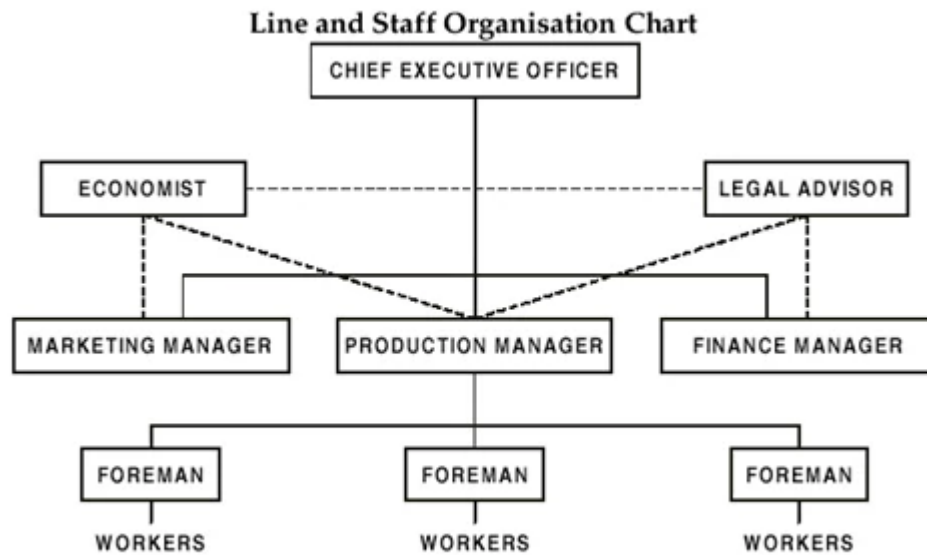 Line and Staff Organisation Chart
CHIEF EXECUTIVE OFFICER
ECONOMIST
LEGAL ADVISOR
MARKETING MANAGER
PRODUCTION MANAGER
FINANCE MANAGER
FOREMAN
FOREMAN
FOREMAN
WORKERS
WORKERS
WORKERS